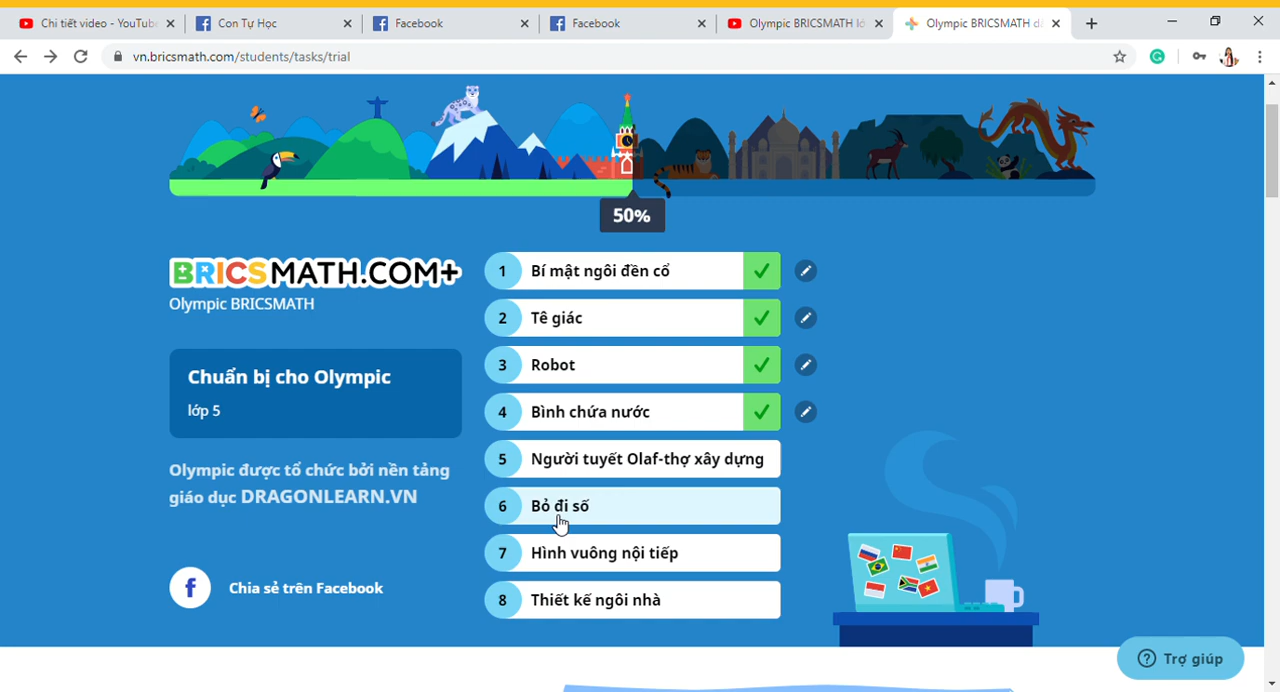 Chi tiết video - YouTube
Con Tự Học
Facebook
Facebook
Olympic BRICSMATH lớ
Olympic BRICSMATH dà
vn.bricsmath.com/students/tasks/trial
50%
BRICSMATH.COM+
Olympic BRICSMATH
Chuẩn bị cho Olympic
lớp 5
Olympic được tổ chức bởi nền tảng
giáo dục DRAGONLEARN.VN
Chia sẻ trên Facebook
1 Bí mật ngôi đền cổ
2 Tê giác
3 Robot
4 Bình chứa nước
5 Người tuyết Olaf-thợ xây dựng
6 Bỏ đi số
7 Hình vuông nội tiếp
8 Thiết kế ngôi nhà
Trợ giúp